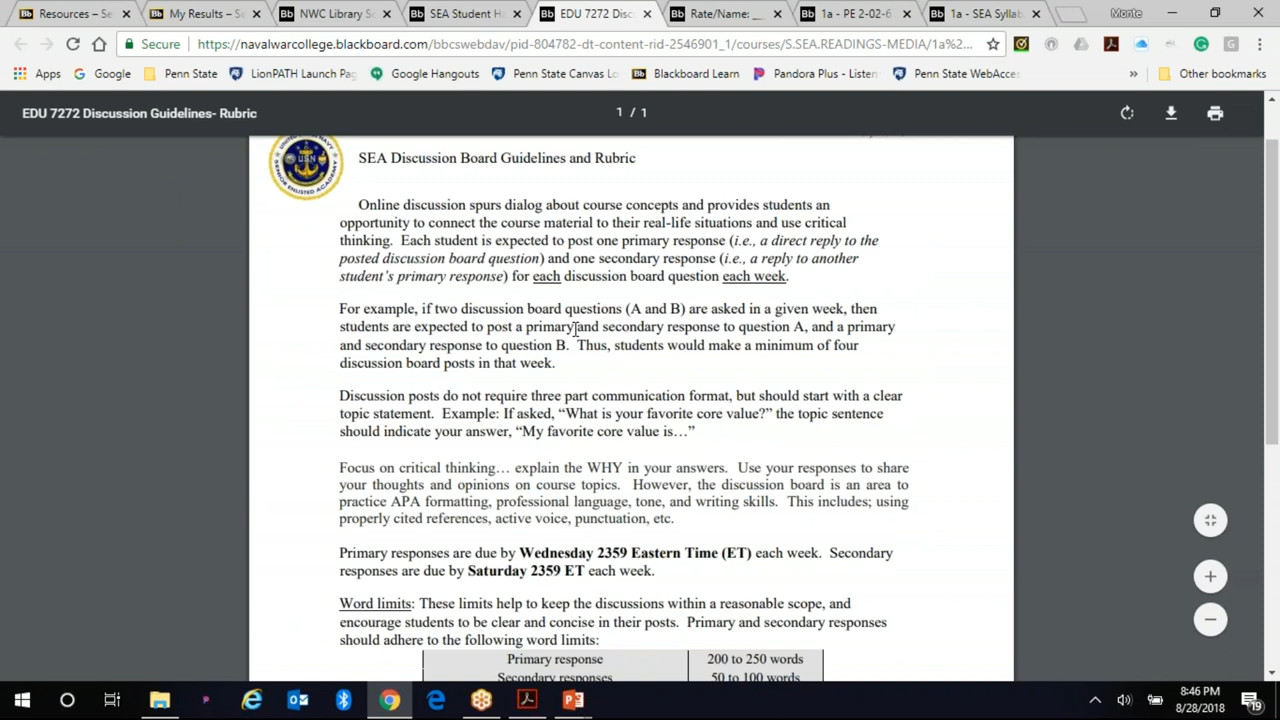 Resources – Se
My Results – Se
NWC Library S
SEA Student H
EDU 7272 Disc
Rate/Name: __
1a - PE 2-02-6
1a - SEA Syllab
Monte
Secure
https://navalwarcollege.blackboard.com/bbcswebdav/pid-804782-dt-content-rid-2546901_1/courses/S.SEA.READINGS-MEDIA/1a%2...
Apps
Google
Penn State
LionPATH Launch Pag
Google Hangouts
Penn State Canvas Lo
Blackboard Learn
Pandora Plus - Listen
Penn State WebAcces
»
Other bookmarks
EDU 7272 Discussion Guidelines- Rubric
1 / 1
USN
SEA Discussion Board Guidelines and Rubric
Online discussion spurs dialog about course concepts and provides students an
opportunity to connect the course material to their real-life situations and use critical
thinking. Each student is expected to post one primary response (i.e., a direct reply to the
posted discussion board question) and one secondary response (i.e., a reply to another
student's primary response) for each discussion board question each week.
For example, if two discussion board questions (A and B) are asked in a given week, then
students are expected to post a primary and secondary response to question A, and a primary
and secondary response to question B. Thus, students would make a minimum of four
discussion board posts in that week.
Discussion posts do not require three part communication format, but should start with a clear
topic statement. Example: If asked, “What is your favorite core value?” the topic sentence
should indicate your answer, “My favorite core value is…”
Focus on critical thinking… explain the WHY in your answers. Use your responses to share
your thoughts and opinions on course topics. However, the discussion board is an area to
practice APA formatting, professional language, tone, and writing skills. This includes; using
properly cited references, active voice, punctuation, etc.
Primary responses are due by Wednesday 2359 Eastern Time (ET) each week. Secondary
responses are due by Saturday 2359 ET each week.
Word limits: These limits help to keep the discussions within a reasonable scope, and
encourage students to be clear and concise in their posts. Primary and secondary responses
should adhere to the following word limits:
Primary response 200 to 250 words
Secondary responses 50 to 100 words
8:46 PM
8/28/2018
19